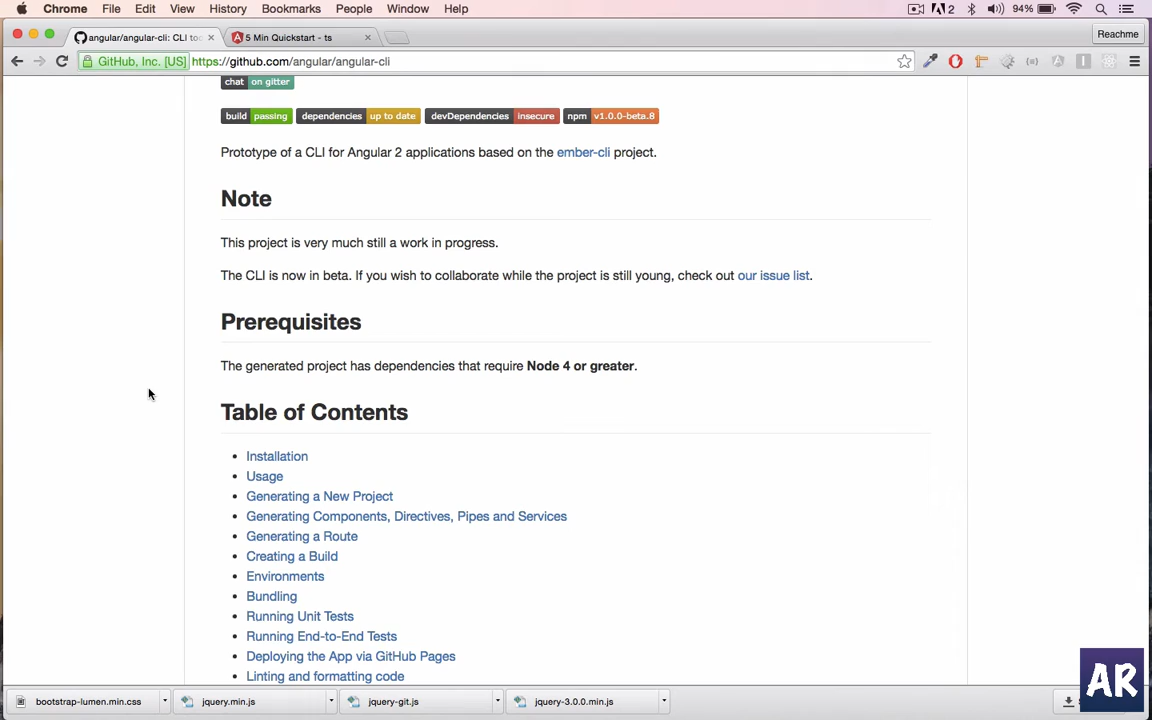 Chrome File Edit View History Bookmarks People Window Help 2 94%
angular/angular-cli: CLI too 5 Min Quickstart - ts Reachme
GitHub, Inc. [US] https://github.com/angular/angular-cli
chat on gitter
build passing dependencies up to date devDependencies insecure npm v1.0.0-beta.8
Prototype of a CLI for Angular 2 applications based on the ember-cli project.
Note
This project is very much still a work in progress.
The CLI is now in beta. If you wish to collaborate while the project is still young, check out our issue list.
Prerequisites
The generated project has dependencies that require Node 4 or greater.
Table of Contents
Installation
Usage
Generating a New Project
Generating Components, Directives, Pipes and Services
Generating a Route
Creating a Build
Environments
Bundling
Running Unit Tests
Running End-to-End Tests
Deploying the App via GitHub Pages
Linting and formatting code
bootstrap-lumen.min.css jquery.min.js jquery-git.js jquery-3.0.0.min.js
AR